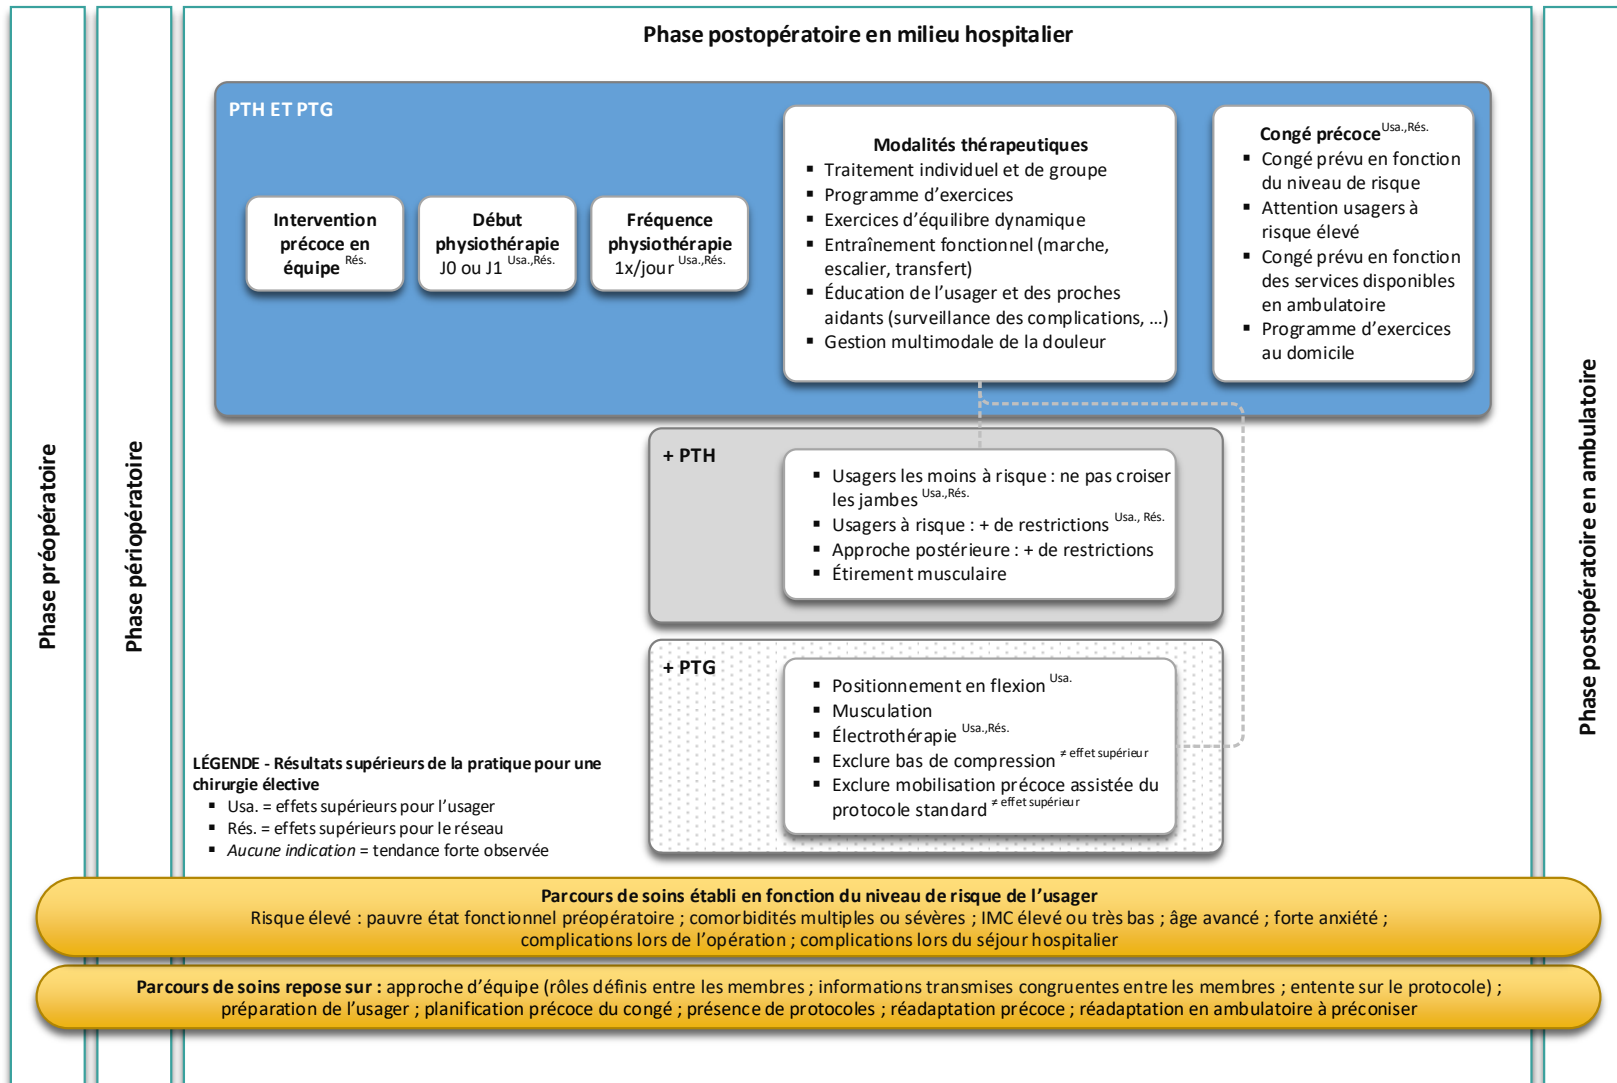 Phase préopératoire
Phase périopératoire
Phase postopératoire en milieu hospitalier
PTH ET PTG
Intervention
précoce en
équipe Rés.
Début
physiothérapie
J0 ou J1 Usa.,Rés.
Fréquence
physiothérapie
1x/jour Usa.,Rés.
Modalités thérapeutiques
▪ Traitement individuel et de groupe
▪ Programme d’exercices
▪ Exercices d’équilibre dynamique
▪ Entraînement fonctionnel (marche,
escalier, transfert)
▪ Éducation de l’usager et des proches
aidants (surveillance des complications, …)
▪ Gestion multimodale de la douleur
Congé précoce Usa.,Rés.
▪ Congé prévu en fonction
du niveau de risque
▪ Attention usagers à
risque élevé
▪ Congé prévu en fonction
des services disponibles
en ambulatoire
▪ Programme d’exercices
au domicile
+ PTH
▪ Usagers les moins à risque : ne pas croiser
les jambes Usa.,Rés.
▪ Usagers à risque : + de restrictions Usa., Rés.
▪ Approche postérieure : + de restrictions
▪ Étirement musculaire
+ PTG
▪ Positionnement en flexion Usa.
▪ Musculation
▪ Électrothérapie Usa.,Rés.
▪ Exclure bas de compression ≠ effet supérieur
▪ Exclure mobilisation précoce assistée du
protocole standard ≠ effet supérieur
LÉGENDE - Résultats supérieurs de la pratique pour une
chirurgie élective
▪ Usa. = effets supérieurs pour l’usager
▪ Rés. = effets supérieurs pour le réseau
▪ Aucune indication = tendance forte observée
Phase postopératoire en ambulatoire
Parcours de soins établi en fonction du niveau de risque de l’usager
Risque élevé : pauvre état fonctionnel préopératoire ; comorbidités multiples ou sévères ; IMC élevé ou très bas ; âge avancé ; forte anxiété ;
complications lors de l’opération ; complications lors du séjour hospitalier
Parcours de soins repose sur : approche d’équipe (rôles définis entre les membres ; informations transmises congruentes entre les membres ; entente sur le protocole) ;
préparation de l’usager ; planification précoce du congé ; présence de protocoles ; réadaptation précoce ; réadaptation en ambulatoire à préconiser